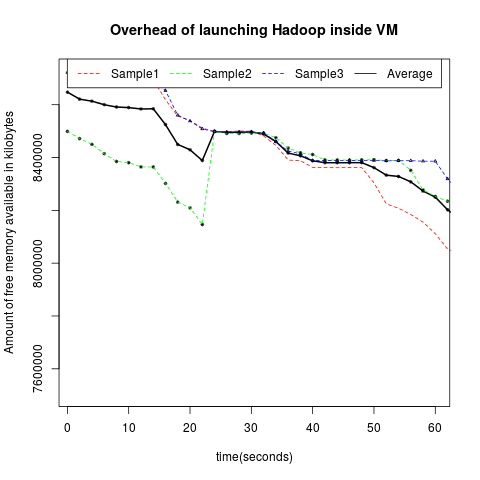 Overhead of launching Hadoop inside VM
Sample1 Sample2 Sample3 Average
Amount of free memory available in kilobytes
8400000
8000000
7600000
0 10 20 30 40 50 60
time(seconds)